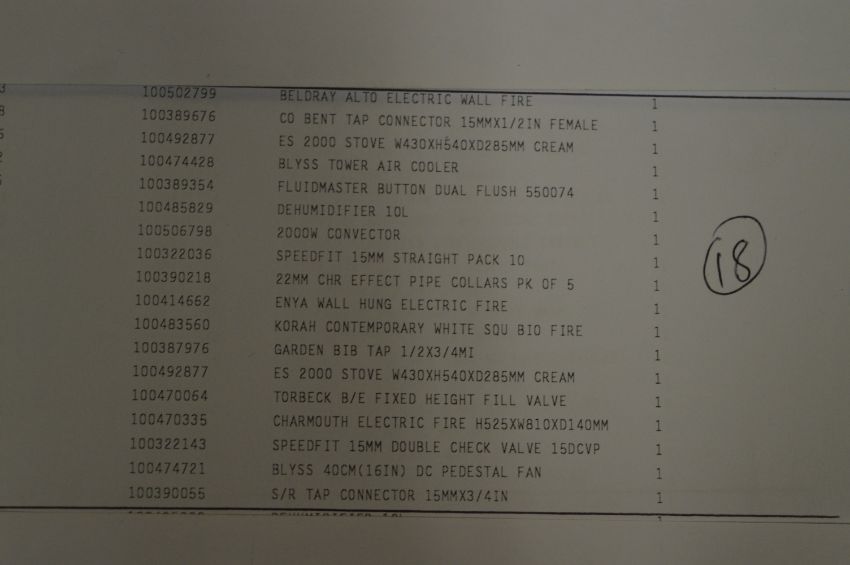 3 100502799 BELDRAY ALTO ELECTRIC WALL FIRE 1
8 100389676 CO BENT TAP CONNECTOR 15MMX1/2IN FEMALE 1
5 100492877 ES 2000 STOVE W430XH540XD285MM CREAM 1
2 100474428 BLYSS TOWER AIR COOLER 1
100389354 FLUIDMASTER BUTTON DUAL FLUSH 550074 1
100485829 DEHUMIDIFIER 10L 1
100506798 2000W CONVECTOR 1
100322036 SPEEDFIT 15MM STRAIGHT PACK 10 1
18
100390218 22MM CHR EFFECT PIPE COLLARS PK OF 5 1
100414662 ENYA WALL HUNG ELECTRIC FIRE 1
100483560 KORAH CONTEMPORARY WHITE SQU BIO FIRE 1
100387976 GARDEN BIB TAP 1/2X3/4MI 1
100492877 ES 2000 STOVE W430XH540XD285MM CREAM 1
100470064 TORBECK B/E FIXED HEIGHT FILL VALVE 1
100470335 CHARMOUTH ELECTRIC FIRE H525XW810XD140MM 1
100322143 SPEEDFIT 15MM DOUBLE CHECK VALVE 15DCVP 1
100474721 BLYSS 40CM(16IN) DC PEDESTAL FAN 1
100390055 S/R TAP CONNECTOR 15MMX3/4IN 1